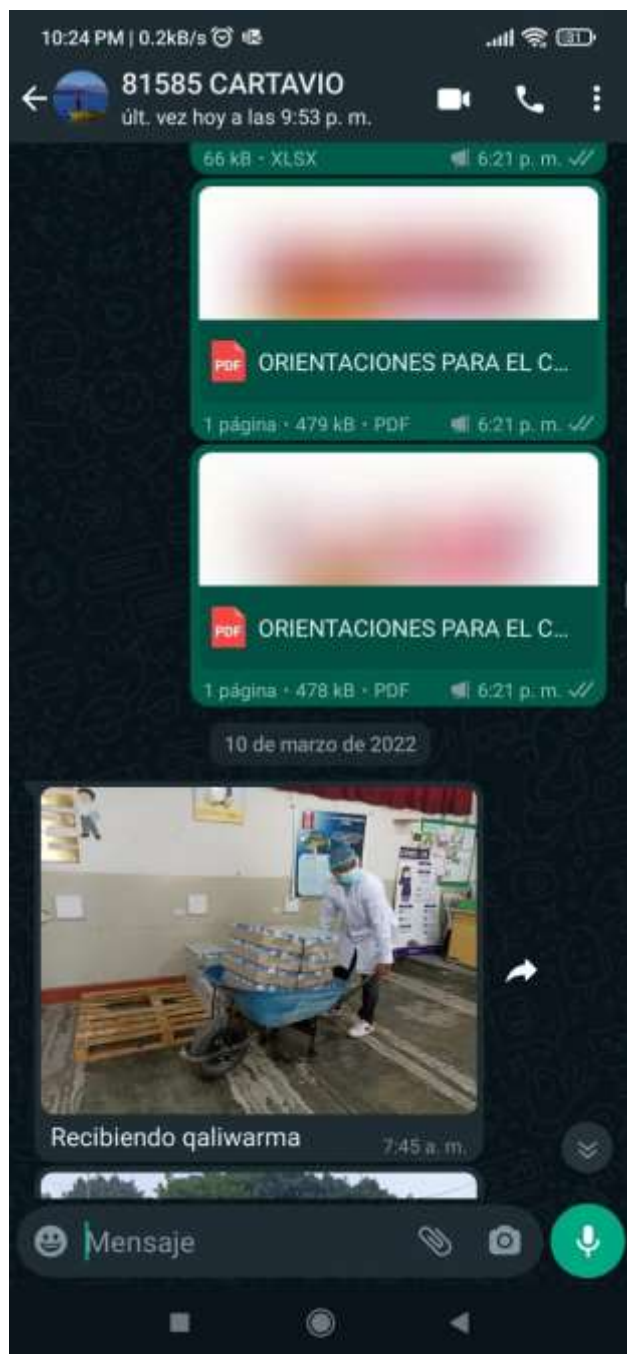 10:24 PM | 0.2kB/s
31
81585 CARTAVIO
últ. vez hoy a las 9:53 p. m.
66 kB • XLSX 6:21 p. m.
PDF ORIENTACIONES PARA EL C...
1 página • 479 kB • PDF 6:21 p. m.
PDF ORIENTACIONES PARA EL C...
1 página • 478 kB • PDF 6:21 p. m.
10 de marzo de 2022
Recibiendo qaliwarma 7:45 a. m.
Mensaje